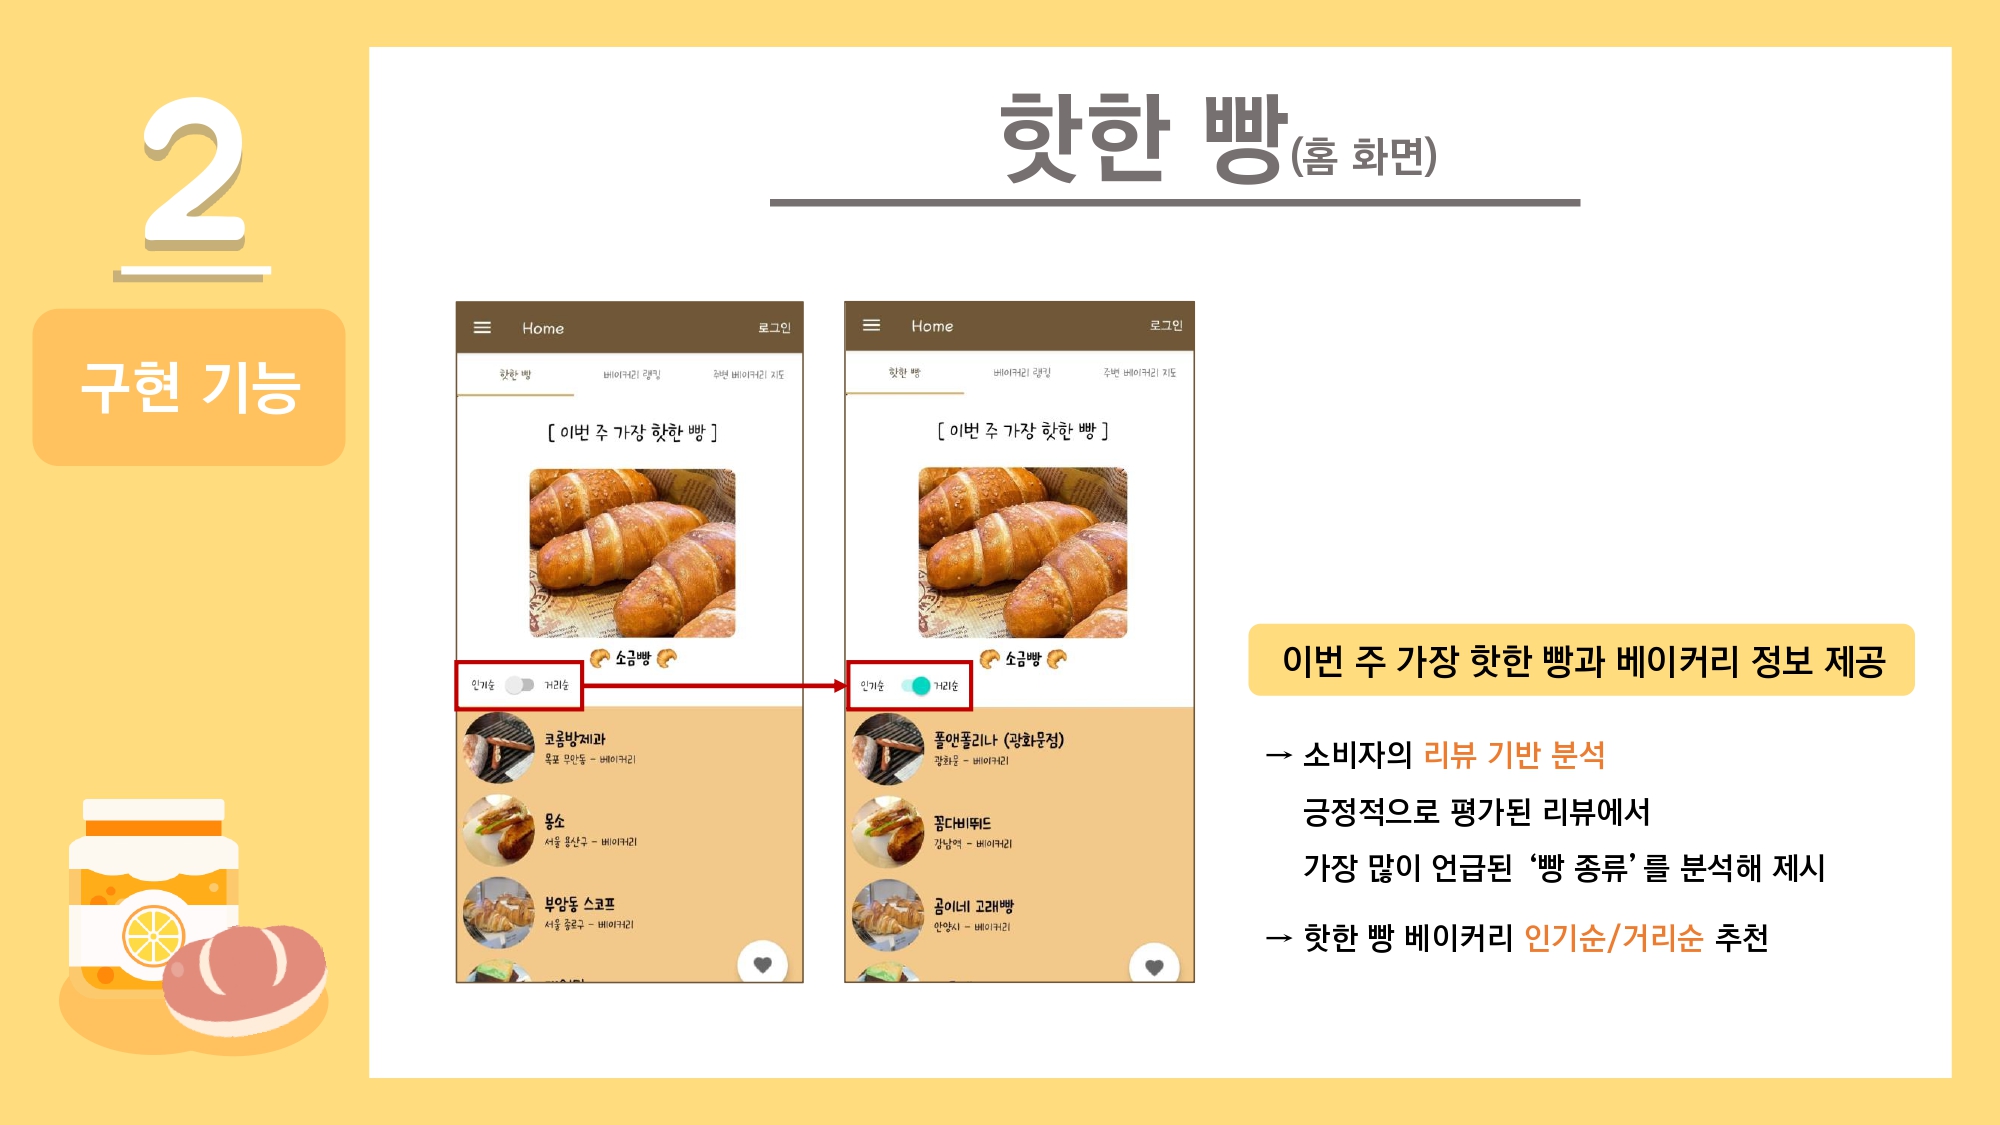 2
구현 기능
핫한 빵(홈 화면)
Home
로그인
핫한 빵
베이커리 랭킹
주변 베이커리 지도
[ 이번 주 가장 핫한 빵 ]
소금빵
인기순
거리순
코롬방제과
목포 무안동 - 베이커리
몽소
서울 용산구 - 베이커리
부암동 스코프
서울 종로구 - 베이커리
Home
로그인
핫한 빵
베이커리 랭킹
주변 베이커리 지도
[ 이번 주 가장 핫한 빵 ]
소금빵
인기순
거리순
폴앤폴리나 (광화문점)
광화문 - 베이커리
꼼다비뛰드
강남역 - 베이커리
곰이네 고래빵
안양시 - 베이커리
이번 주 가장 핫한 빵과 베이커리 정보 제공
→ 소비자의 리뷰 기반 분석
긍정적으로 평가된 리뷰에서
가장 많이 언급된 ‘빵 종류’를 분석해 제시
→ 핫한 빵 베이커리 인기순/거리순 추천